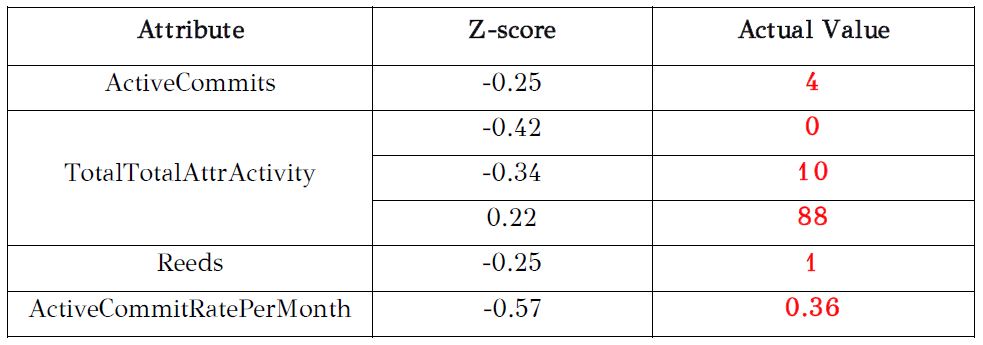 Attribute Z-score Actual Value
ActiveCommits -0.25 4
-0.42 0
TotalTotalAttrActivity -0.34 10
0.22 88
Reeds -0.25 1
ActiveCommitRatePerMonth -0.57 0.36